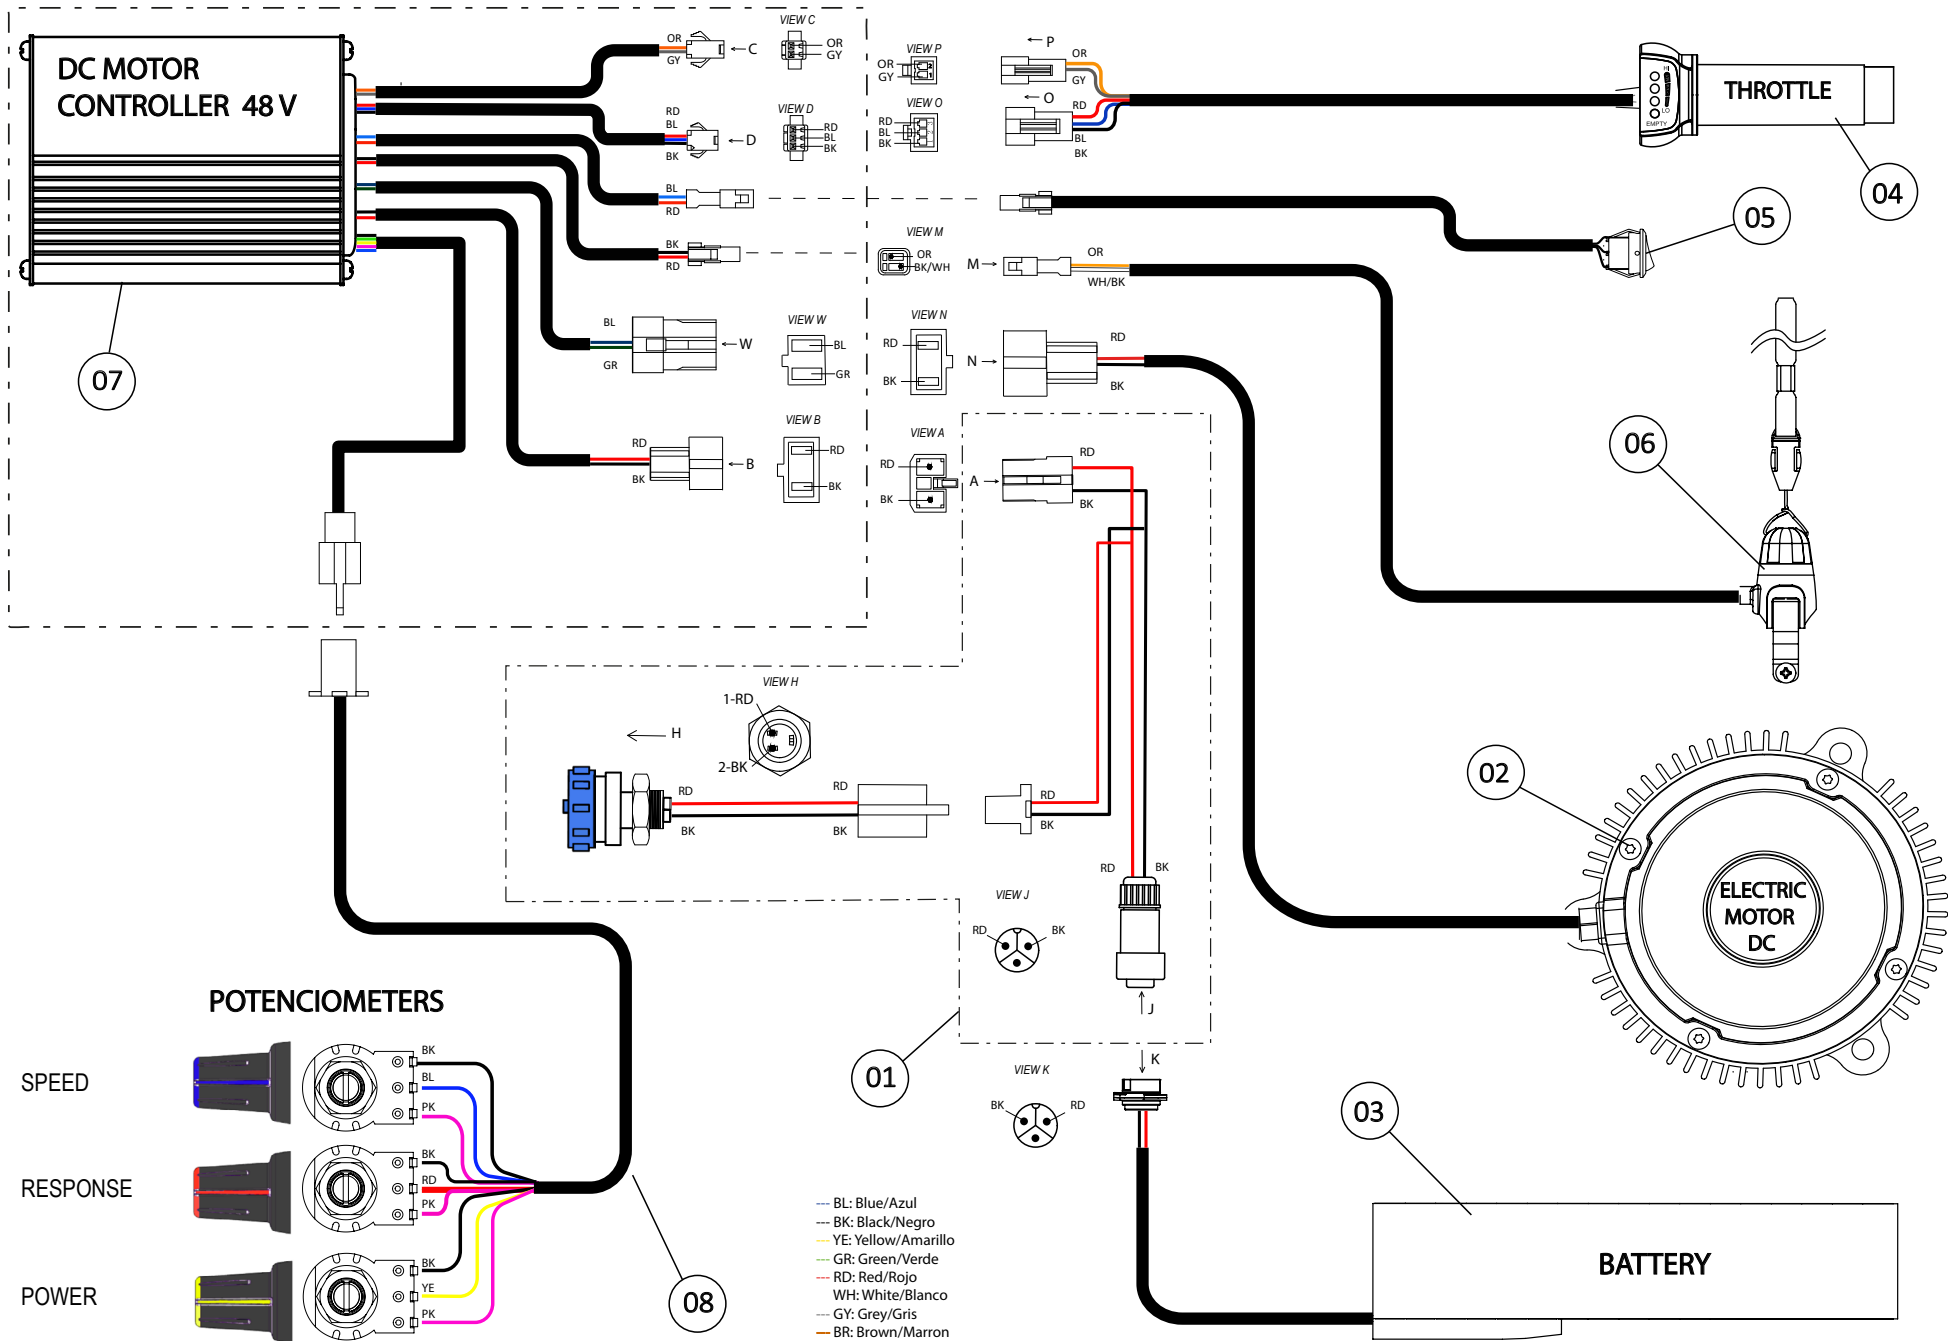 DC MOTOR
CONTROLLER 48 V
OR
GY
C
VIEW C
OR
GY
RD
BL
BK
D
VIEW D
RD
BL
BK
BL
RD
BK
RD
BL
GR
W
VIEW W
BL
GR
RD
BK
B
VIEW B
RD
BK
07
VIEW P
OR
GY
2
1
P
OR
GY
VIEW O
RD
BL
BK
O
RD
BL
BK
HI
LO
EMPTY
THROTTLE
04
05
VIEW M
OR
BK/WH
M
OR
WH/BK
VIEW N
RD
BK
N
RD
BK
VIEW A
RD
BK
A
RD
BK
06
VIEW H
1-RD
2-BK
H
RD
BK
RD
BK
RD
BK
RD
BK
VIEW J
RD
BK
J
02
ELECTRIC
MOTOR
DC
01
K
VIEW K
BK
RD
03
BATTERY
POTENCIOMETERS
SPEED
BK
BL
PK
RESPONSE
BK
RD
PK
POWER
BK
YE
PK
08
BL: Blue/Azul
BK: Black/Negro
YE: Yellow/Amarillo
GR: Green/Verde
RD: Red/Rojo
WH: White/Blanco
GY: Grey/Gris
BR: Brown/Marron